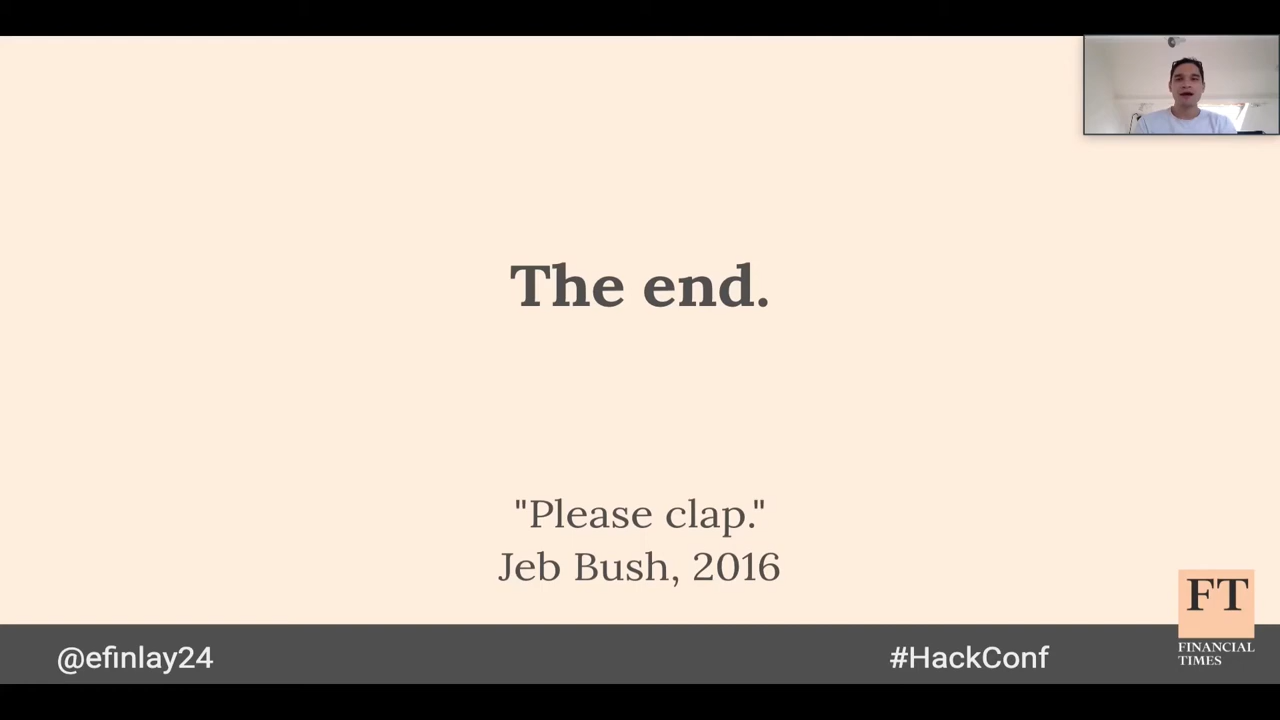 The end.
"Please clap."
Jeb Bush, 2016
FT
FINANCIAL
TIMES
@efinlay24
#HackConf